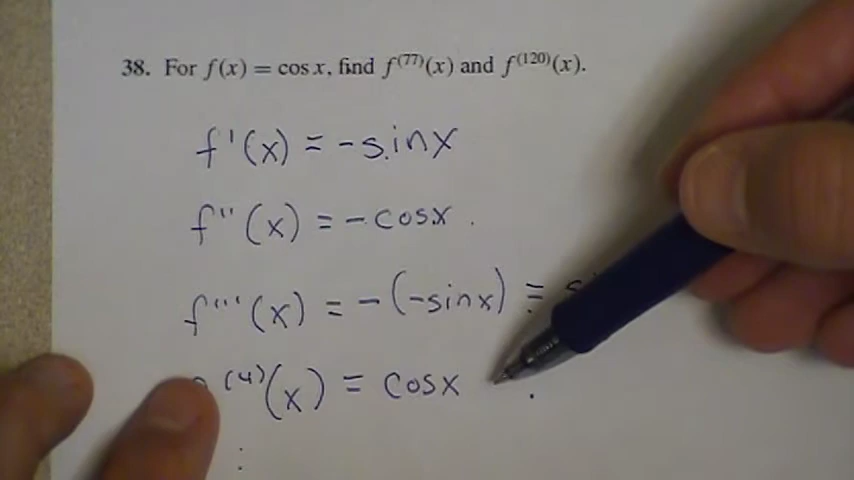 38. For f(x) = cos x, find f⁽⁷⁷⁾(x) and f⁽¹²⁰⁾(x).
f'(x) = -sinx
f''(x) = -cosx
f'''(x) = -(-sinx) =
⁽⁴⁾(x) = cosx
⋮